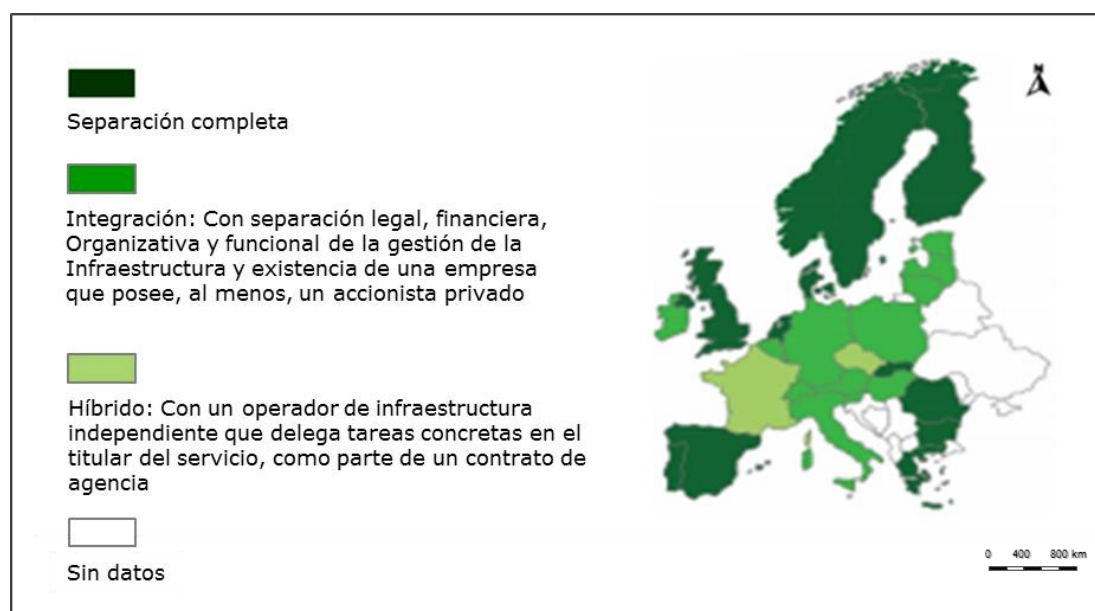 Separación completa
Integración: Con separación legal, financiera,
Organizativa y funcional de la gestión de la
Infraestructura y existencia de una empresa
que posee, al menos, un accionista privado
Híbrido: Con un operador de infraestructura
independiente que delega tareas concretas en el
titular del servicio, como parte de un contrato de
agencia
Sin datos
N
0 400 800 km